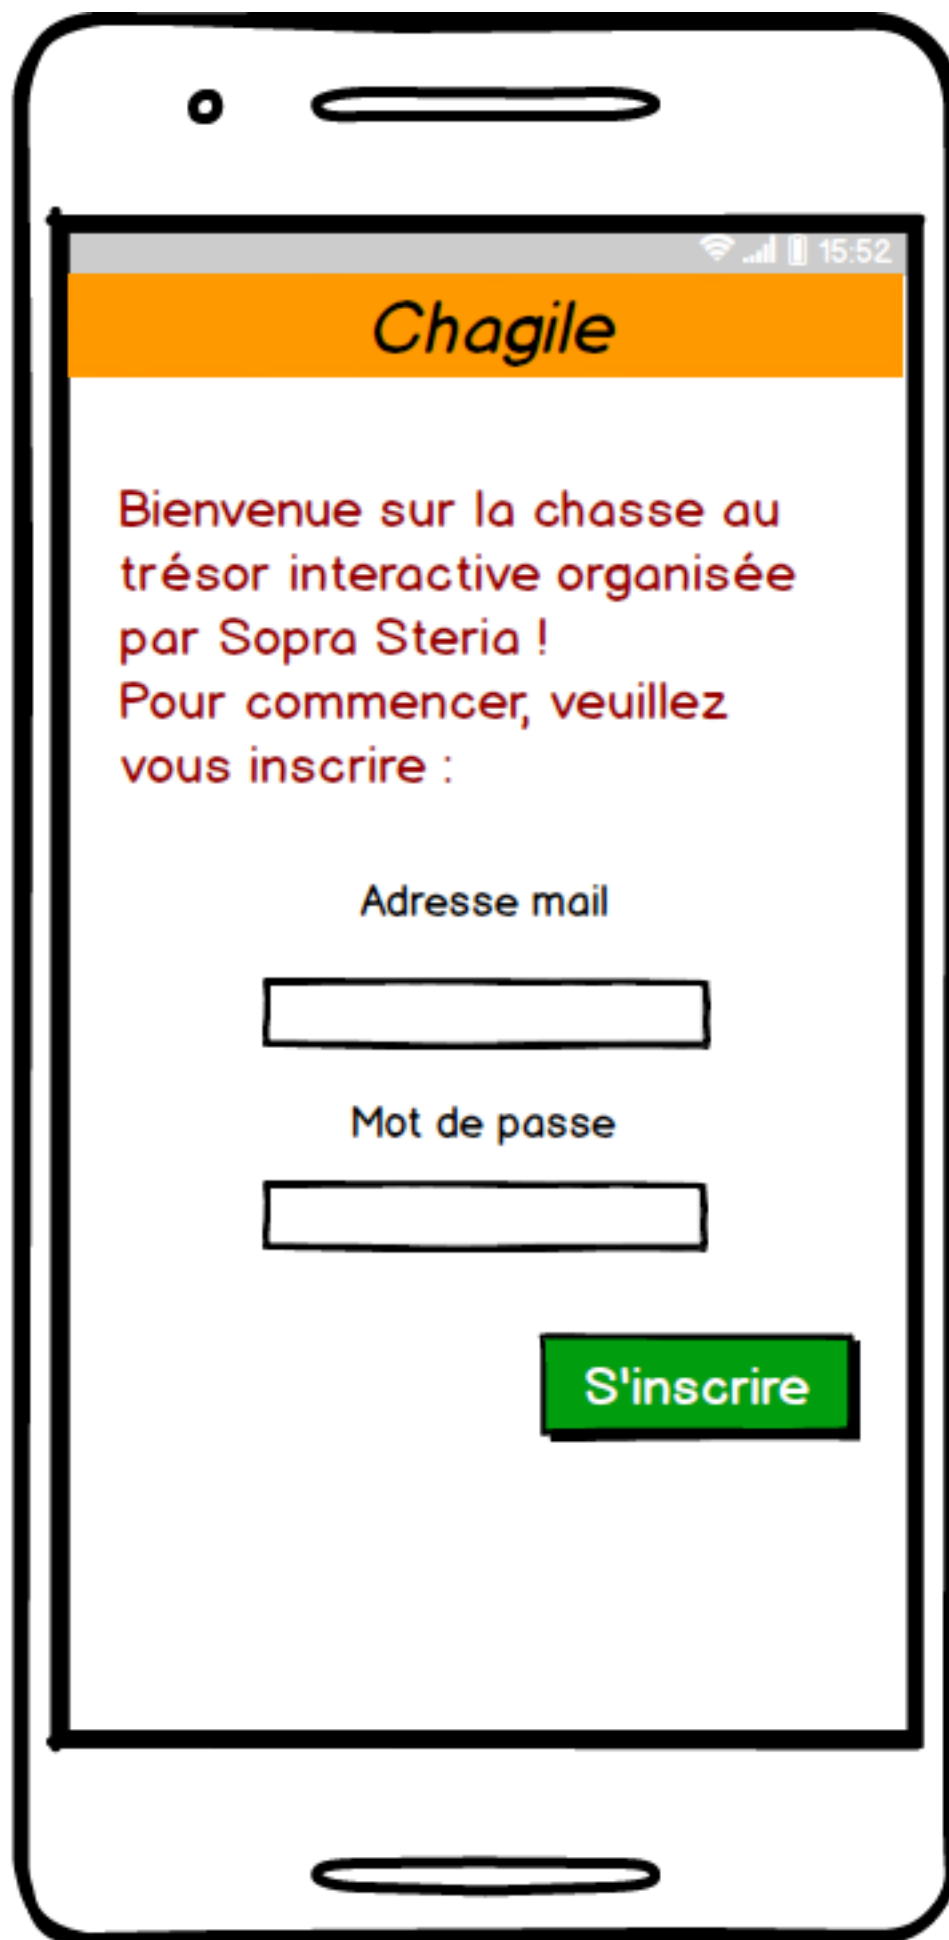 15:52
Chagile
Bienvenue sur la chasse au
trésor interactive organisée
par Sopra Steria !
Pour commencer, veuillez
vous inscrire :
Adresse mail
Mot de passe
S'inscrire